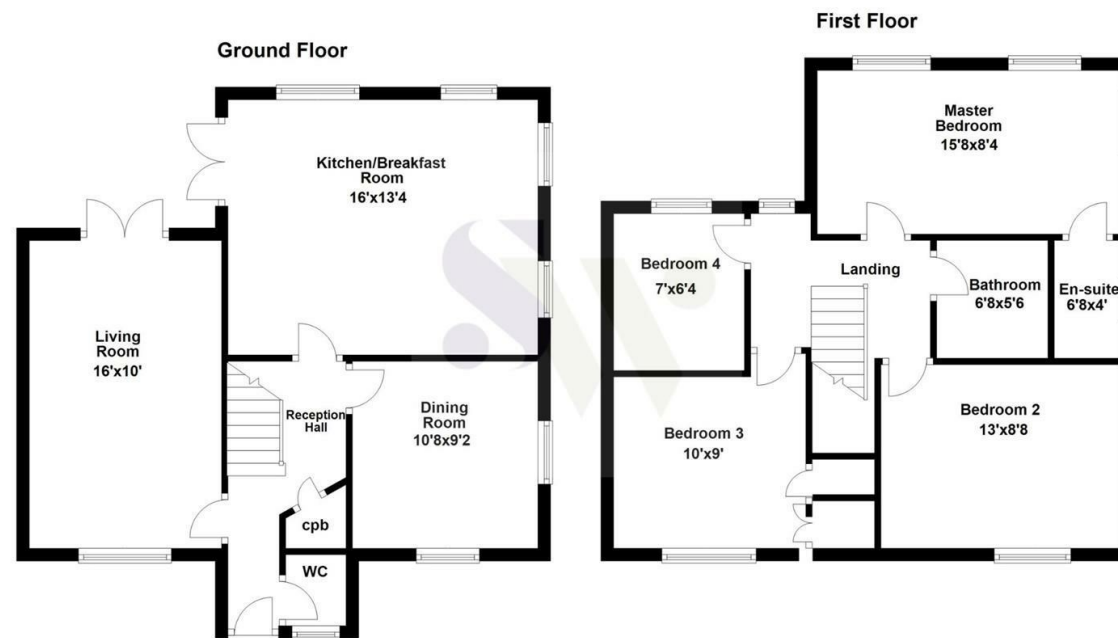 Ground Floor
Kitchen/Breakfast
Room
16'x13'4
Living
Room
16'x10'
Reception
Hall
Dining
Room
10'8x9'2
cpb
WC
First Floor
Master
Bedroom
15'8x8'4
Bedroom 4
7'x6'4
Landing
Bathroom
6'8x5'6
En-suite
6'8x4'
Bedroom 3
10'x9'
Bedroom 2
13'x8'8
SW